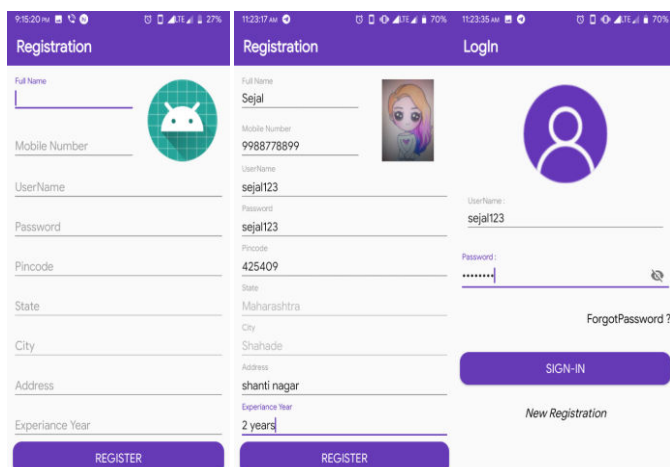 9:15:20 PM LTE 27%
Registration
Full Name
Mobile Number
UserName
Password
Pincode
State
City
Address
Experiance Year
REGISTER
11:23:17 AM LTE 70%
Registration
Full Name
Sejal
Mobile Number
9988778899
UserName
sejal123
Password
sejal123
Pincode
425409
State
Maharashtra
City
Shahade
Address
shanti nagar
Experiance Year
2 years
REGISTER
11:23:35 AM LTE 70%
LogIn
UserName :
sejal123
Password :
••••••••
ForgotPassword ?
SIGN-IN
New Registration